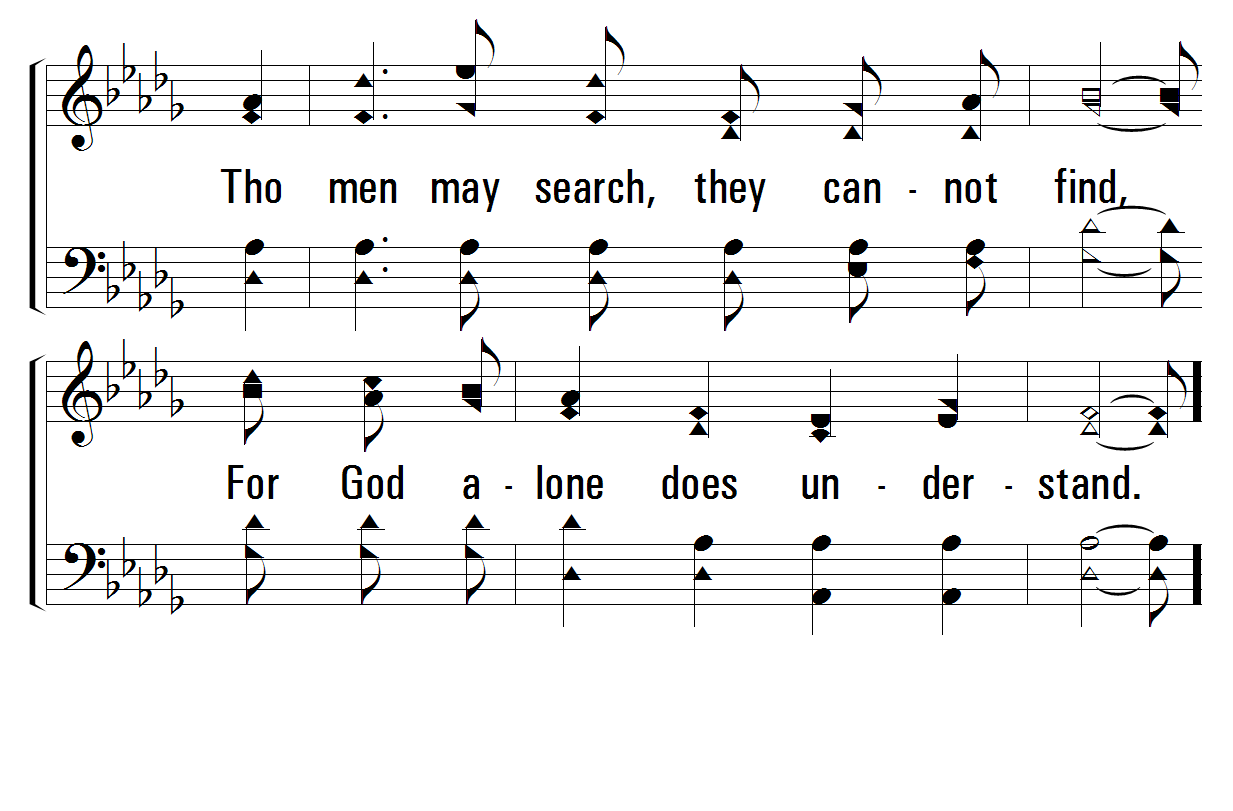 Tho men may search, they can - not find,
For God a - lone does un - der - stand.